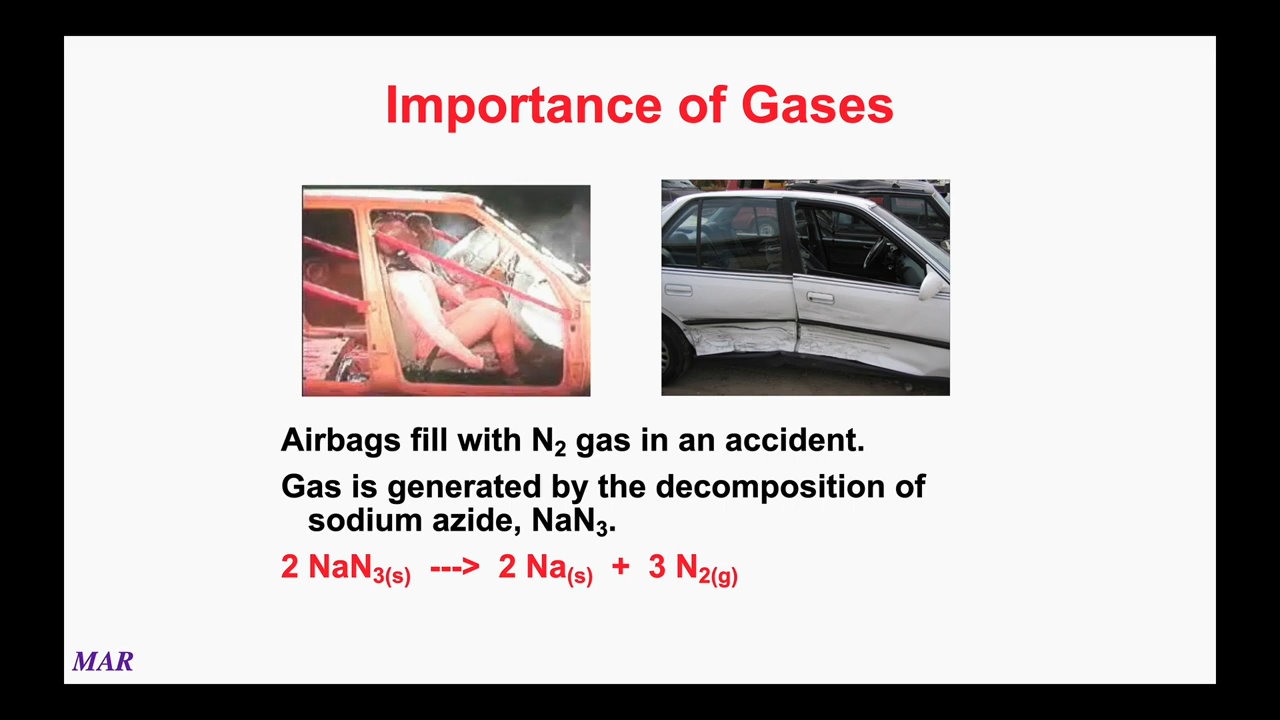 Importance of Gases
Airbags fill with N₂ gas in an accident.
Gas is generated by the decomposition of
sodium azide, NaN₃.
2 NaN₃₍s₎ ---> 2 Na₍s₎ + 3 N₂₍g₎
MAR